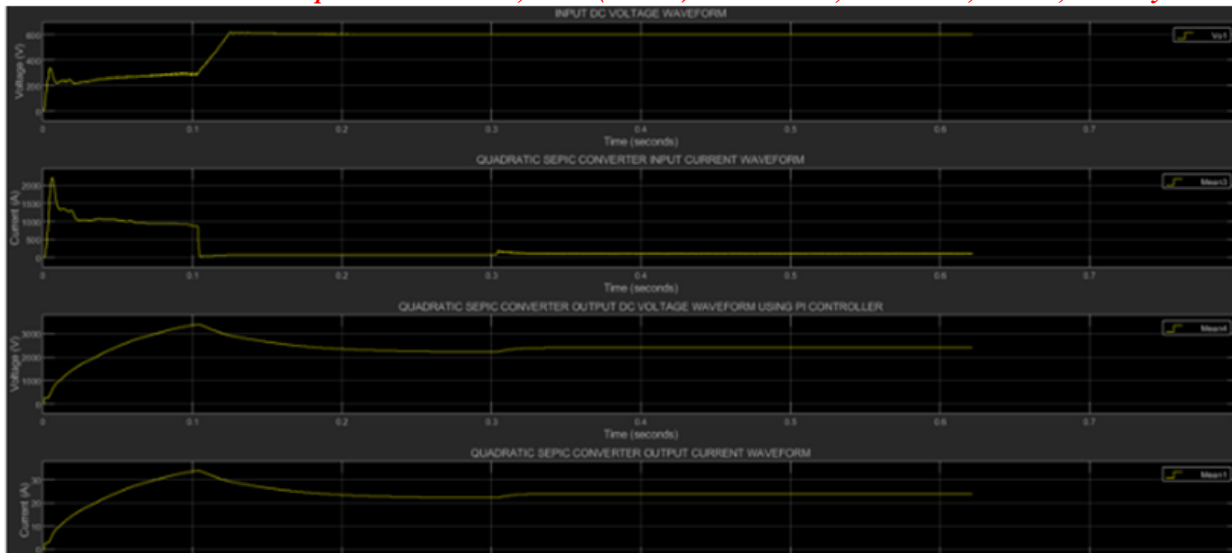 INPUT DC VOLTAGE WAVEFORM
Vo1
Voltage (V)
600
400
200
0
0 0.1 0.2 0.3 0.4 0.5 0.6 0.7
Time (seconds)
QUADRATIC SEPIC CONVERTER INPUT CURRENT WAVEFORM
Mean3
Current (A)
2000
1500
1000
500
0
0 0.1 0.2 0.3 0.4 0.5 0.6 0.7
Time (seconds)
QUADRATIC SEPIC CONVERTER OUTPUT DC VOLTAGE WAVEFORM USING PI CONTROLLER
Mean4
Voltage (V)
3000
2000
1000
0
0 0.1 0.2 0.3 0.4 0.5 0.6 0.7
Time (seconds)
QUADRATIC SEPIC CONVERTER OUTPUT CURRENT WAVEFORM
Mean1
Current (A)
30
20
10
0